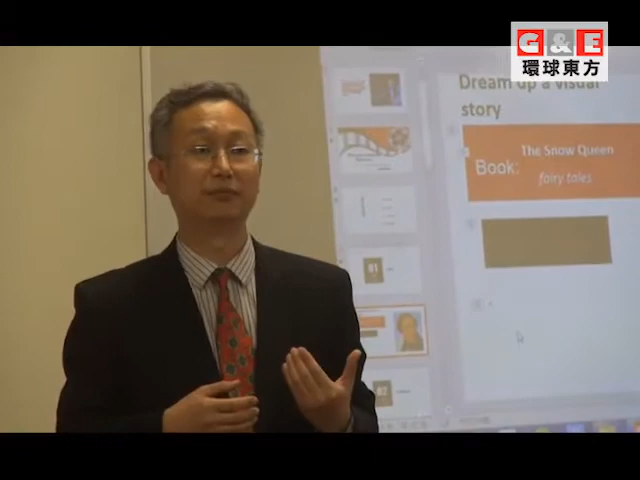 G&E
環球東方
Dream up a visual
story
The Snow Queen
Book:
fairy tales
01
02